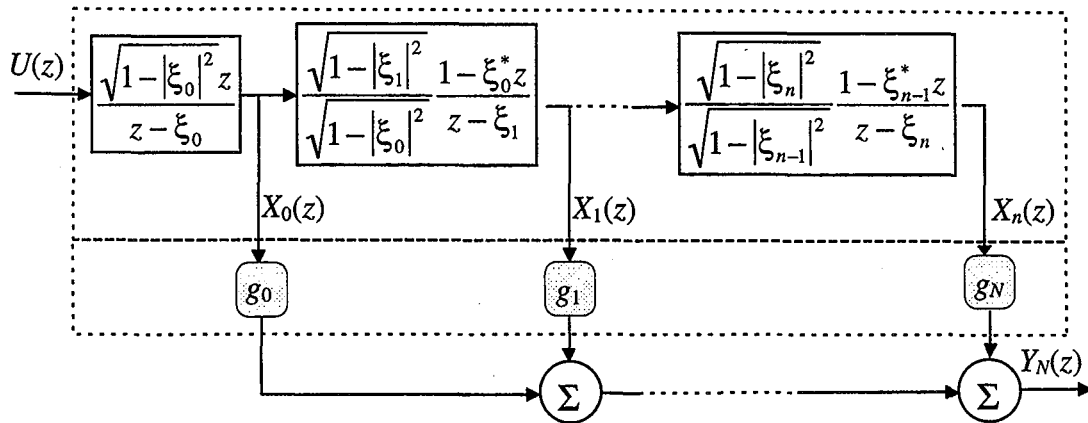 U(z)
√(1−|ξ₀|²) z / (z−ξ₀)
√(1−|ξ₁|²) / √(1−|ξ₀|²) (1−ξ₀*z) / (z−ξ₁)
√(1−|ξₙ|²) / √(1−|ξₙ₋₁|²) (1−ξₙ₋₁*z) / (z−ξₙ)
X₀(z)
X₁(z)
Xₙ(z)
g₀
g₁
g_N
Σ
Σ
Y_N(z)